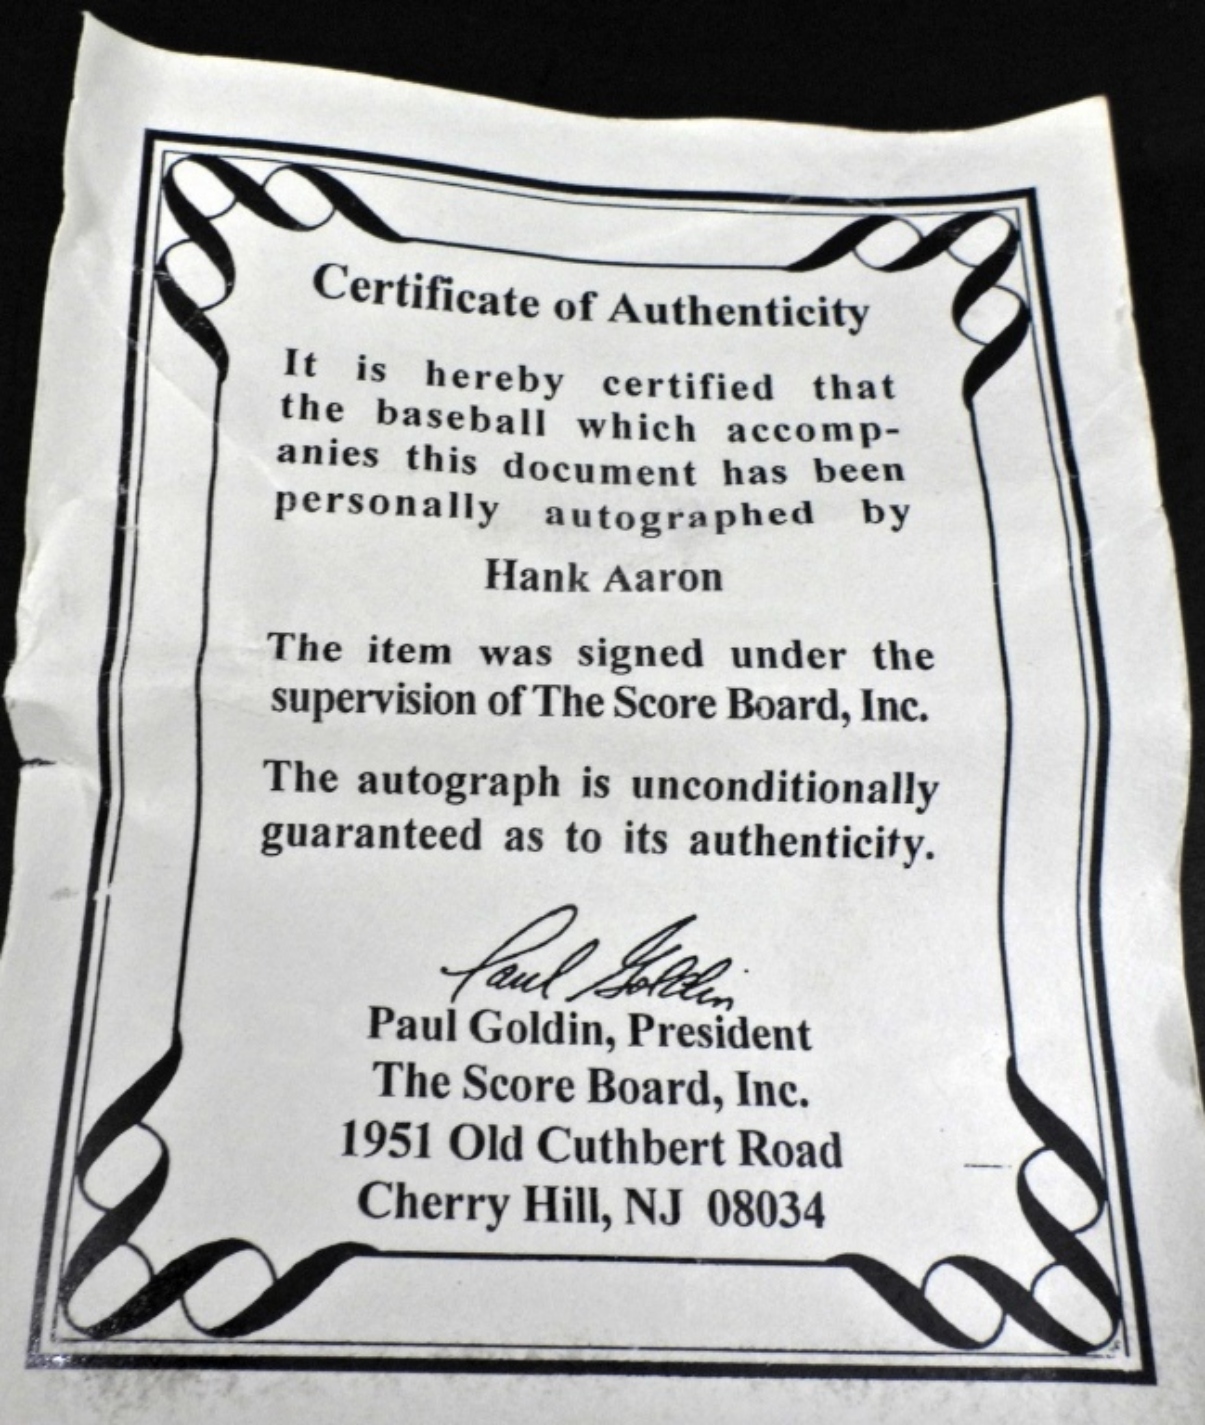 Certificate of Authenticity
It is hereby certified that
the baseball which accomp-
anies this document has been
personally autographed by
Hank Aaron
The item was signed under the
supervision of The Score Board, Inc.
The autograph is unconditionally
guaranteed as to its authenticity.
Paul Goldin
Paul Goldin, President
The Score Board, Inc.
1951 Old Cuthbert Road
Cherry Hill, NJ 08034